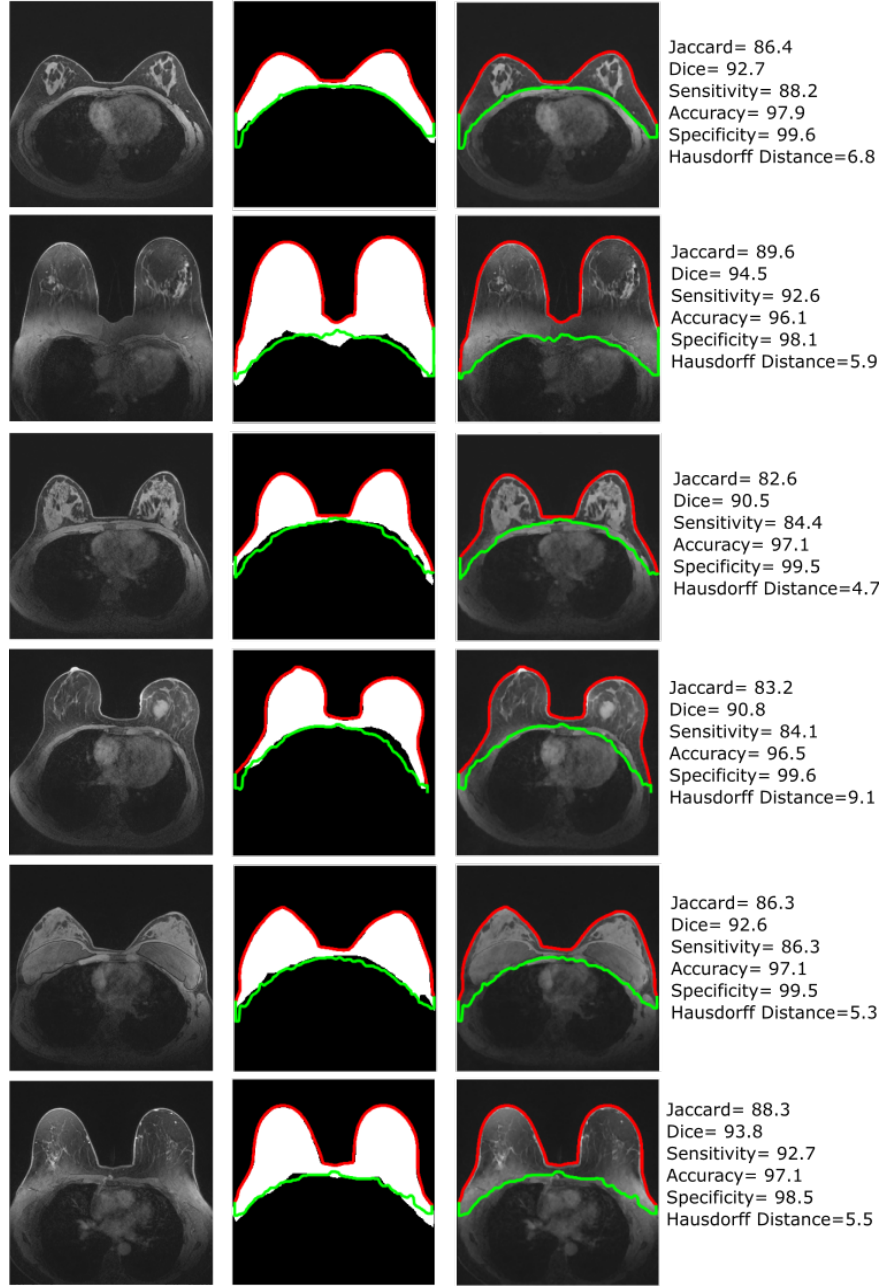 Jaccard= 86.4
Dice= 92.7
Sensitivity= 88.2
Accuracy= 97.9
Specificity= 99.6
Hausdorff Distance=6.8
Jaccard= 89.6
Dice= 94.5
Sensitivity= 92.6
Accuracy= 96.1
Specificity= 98.1
Hausdorff Distance=5.9
Jaccard= 82.6
Dice= 90.5
Sensitivity= 84.4
Accuracy= 97.1
Specificity= 99.5
Hausdorff Distance=4.7
Jaccard= 83.2
Dice= 90.8
Sensitivity= 84.1
Accuracy= 96.5
Specificity= 99.6
Hausdorff Distance=9.1
Jaccard= 86.3
Dice= 92.6
Sensitivity= 86.3
Accuracy= 97.1
Specificity= 99.5
Hausdorff Distance=5.3
Jaccard= 88.3
Dice= 93.8
Sensitivity= 92.7
Accuracy= 97.1
Specificity= 98.5
Hausdorff Distance=5.5